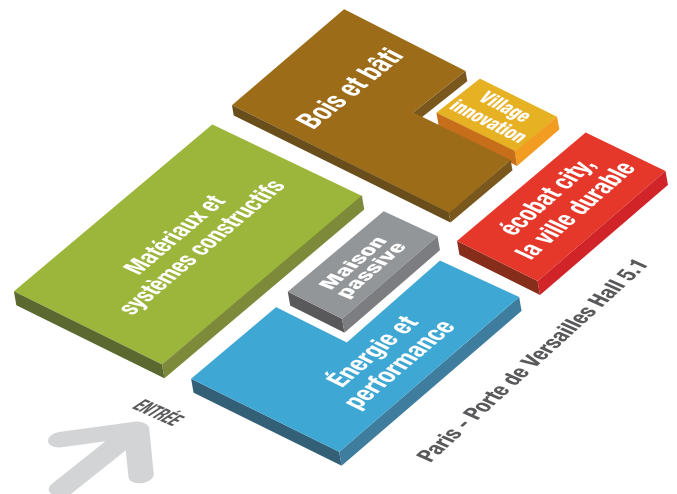 Bois et bâti
Village
innovation
écobat city,
la ville durable
Matériaux et
systèmes constructifs
Maison
passive
Énergie et
performance
Paris - Porte de Versailles Hall 5.1
ENTRÉE